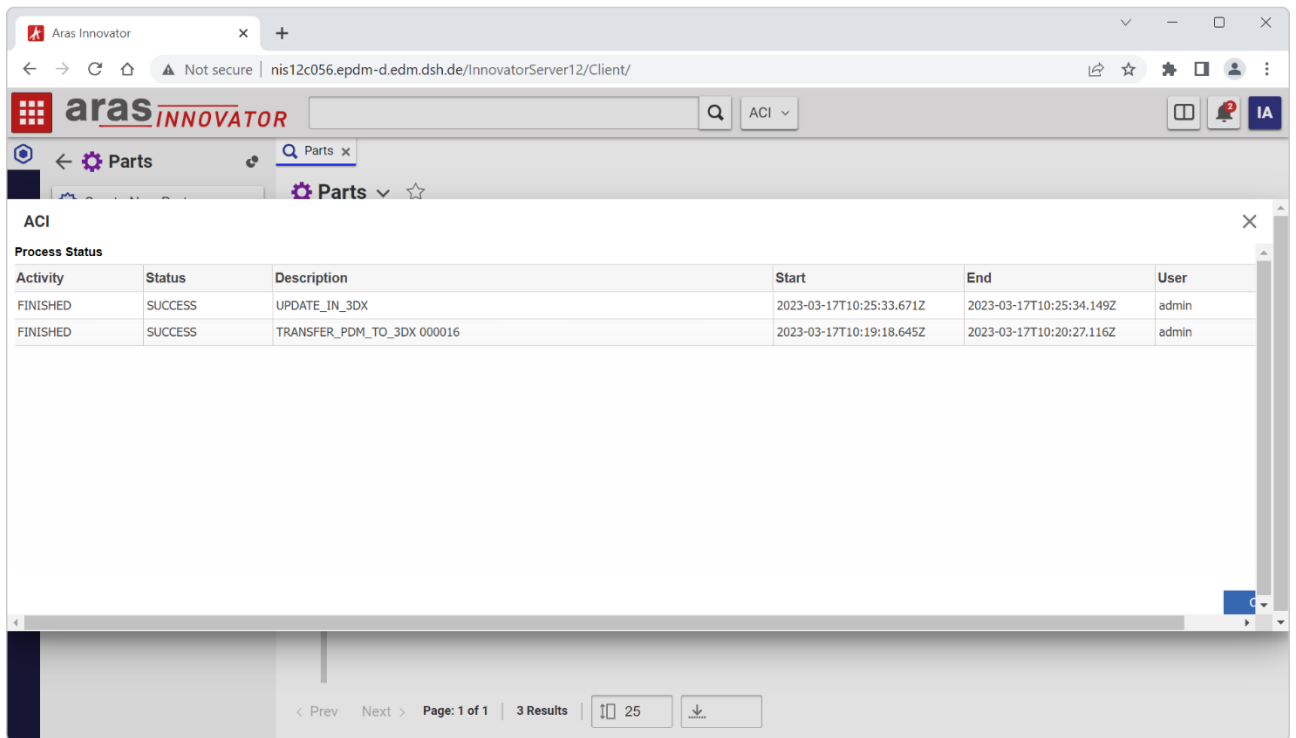 Aras Innovator
Not secure | nis12c056.epdm-d.edm.dsh.de/InnovatorServer12/Client/
aras INNOVATOR
ACI
2
IA
Parts
Parts
Parts
ACI
Process Status
Activity Status Description Start End User
FINISHED SUCCESS UPDATE_IN_3DX 2023-03-17T10:25:33.671Z 2023-03-17T10:25:34.149Z admin
FINISHED SUCCESS TRANSFER_PDM_TO_3DX 000016 2023-03-17T10:19:18.645Z 2023-03-17T10:20:27.116Z admin
< Prev Next > Page: 1 of 1 | 3 Results | 25